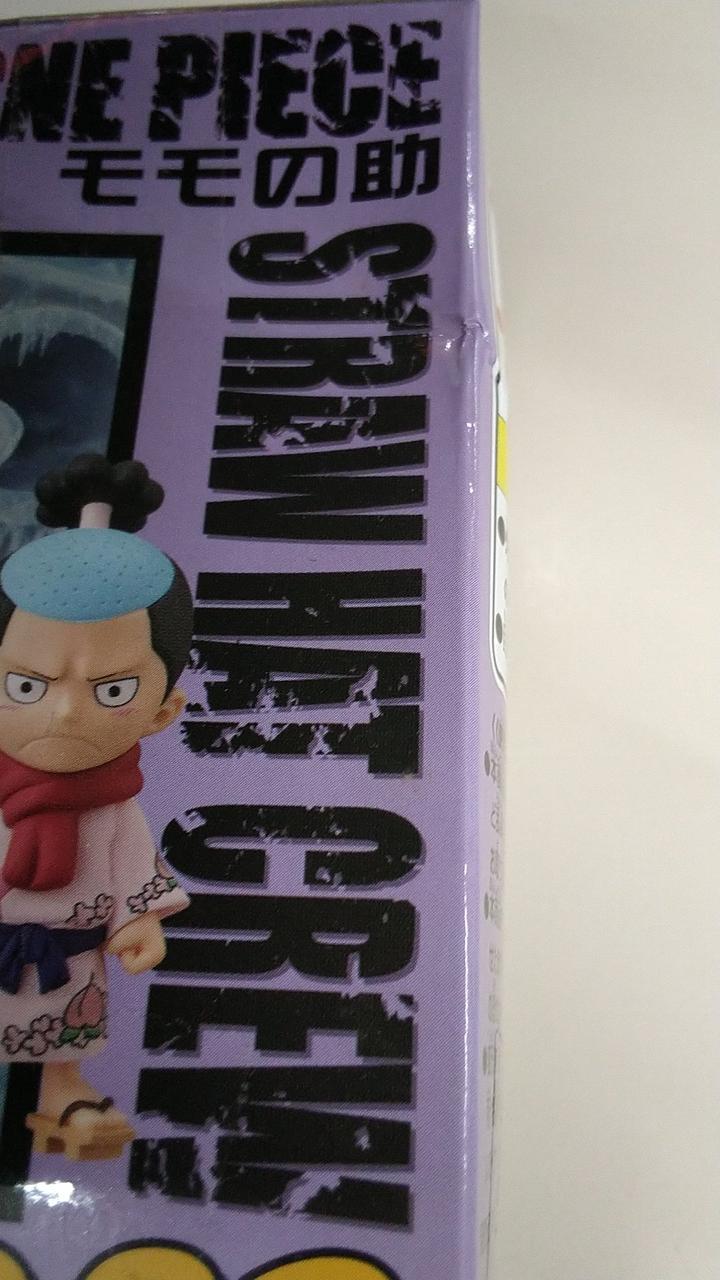 ONE PIECE
モモの助
STRAW HAT CREW!